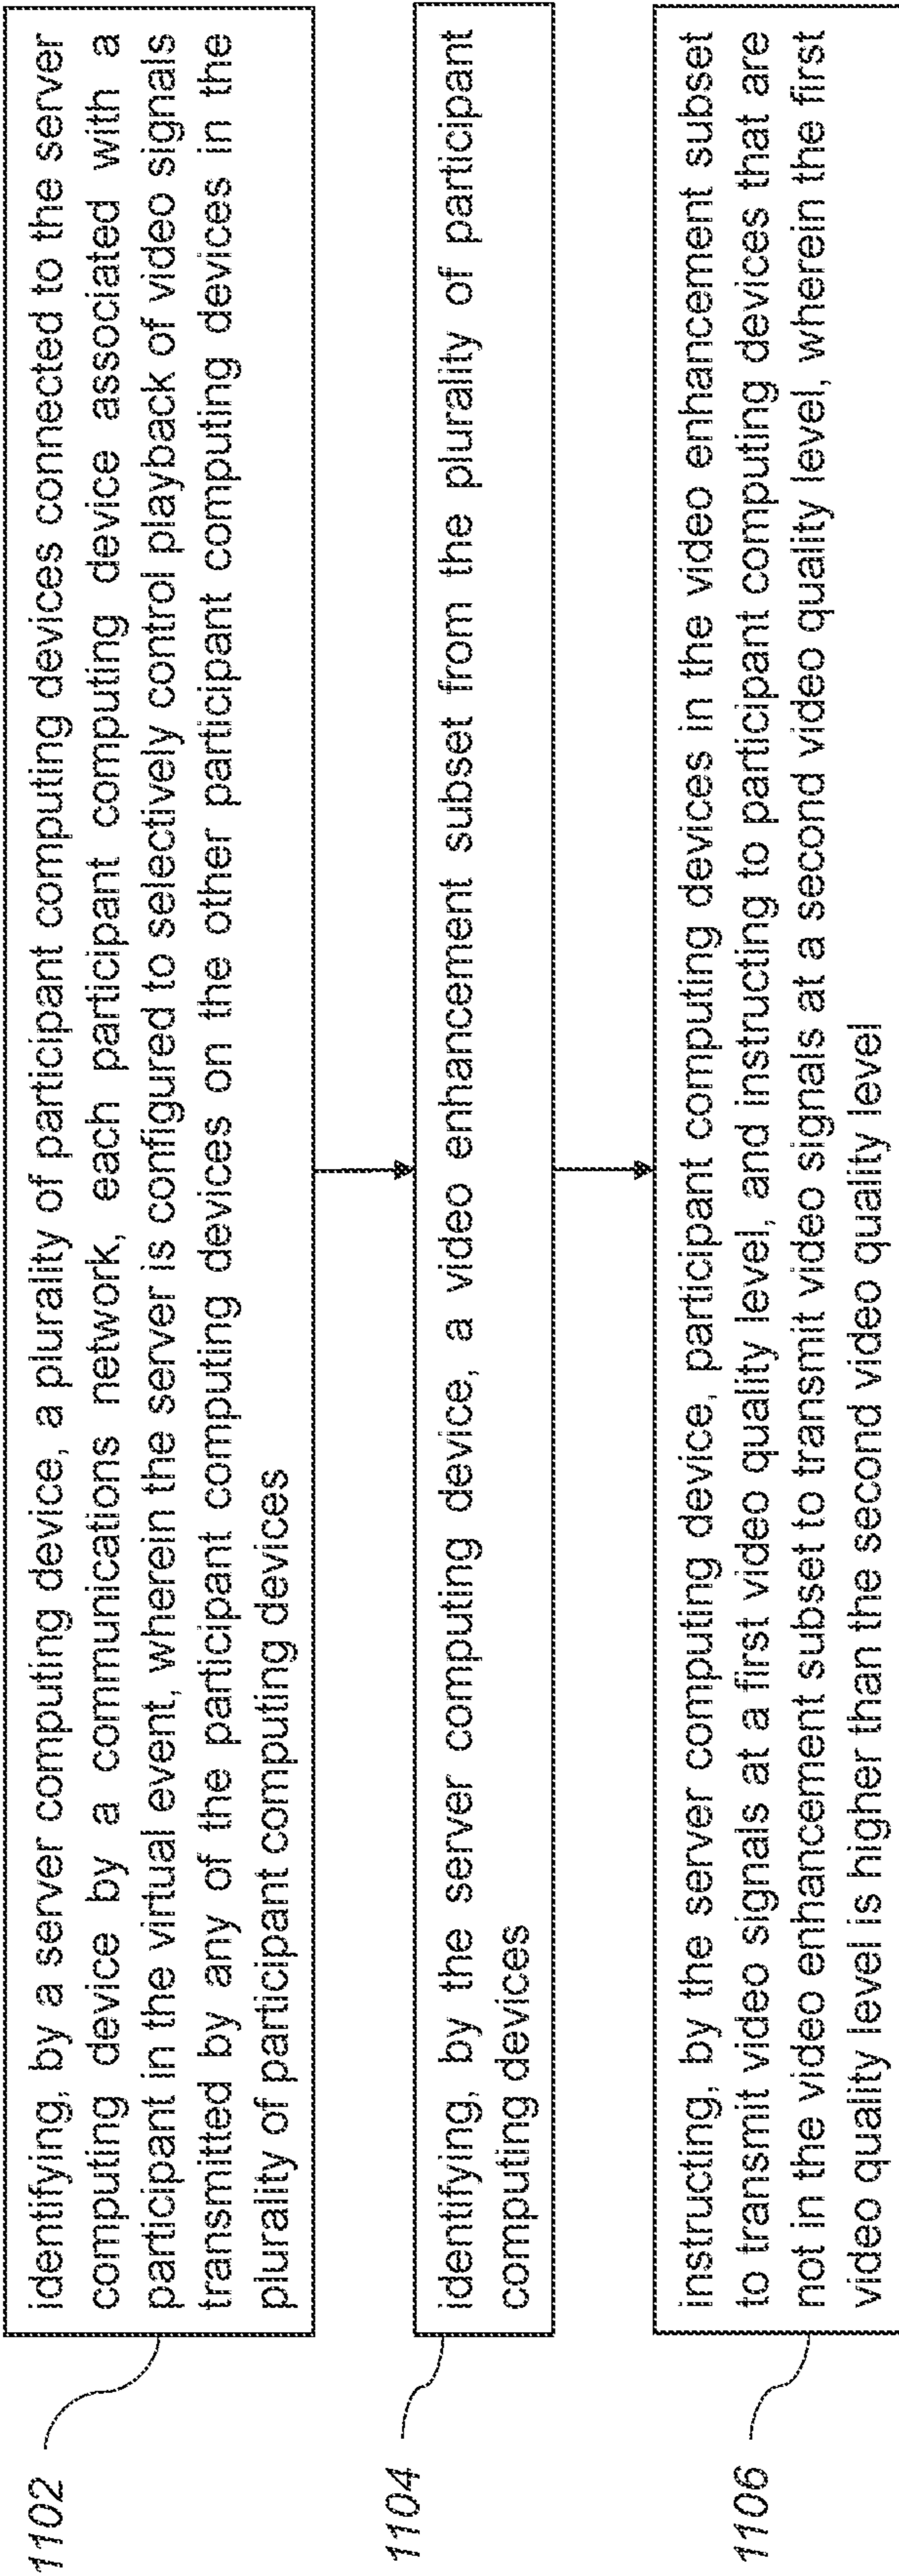 1102
identifying, by a server computing device, a plurality of participant computing devices connected to the server
computing device by a communications network, each participant computing device associated with a
participant in the virtual event, wherein the server is configured to selectively control playback of video signals
transmitted by any of the participant computing devices on the other participant computing devices in the
plurality of participant computing devices
1104
identifying, by the server computing device, a video enhancement subset from the plurality of participant
computing devices
1106
instructing, by the server computing device, participant computing devices in the video enhancement subset
to transmit video signals at a first video quality level, and instructing to participant computing devices that are
not in the video enhancement subset to transmit video signals at a second video quality level, wherein the first
video quality level is higher than the second video quality level